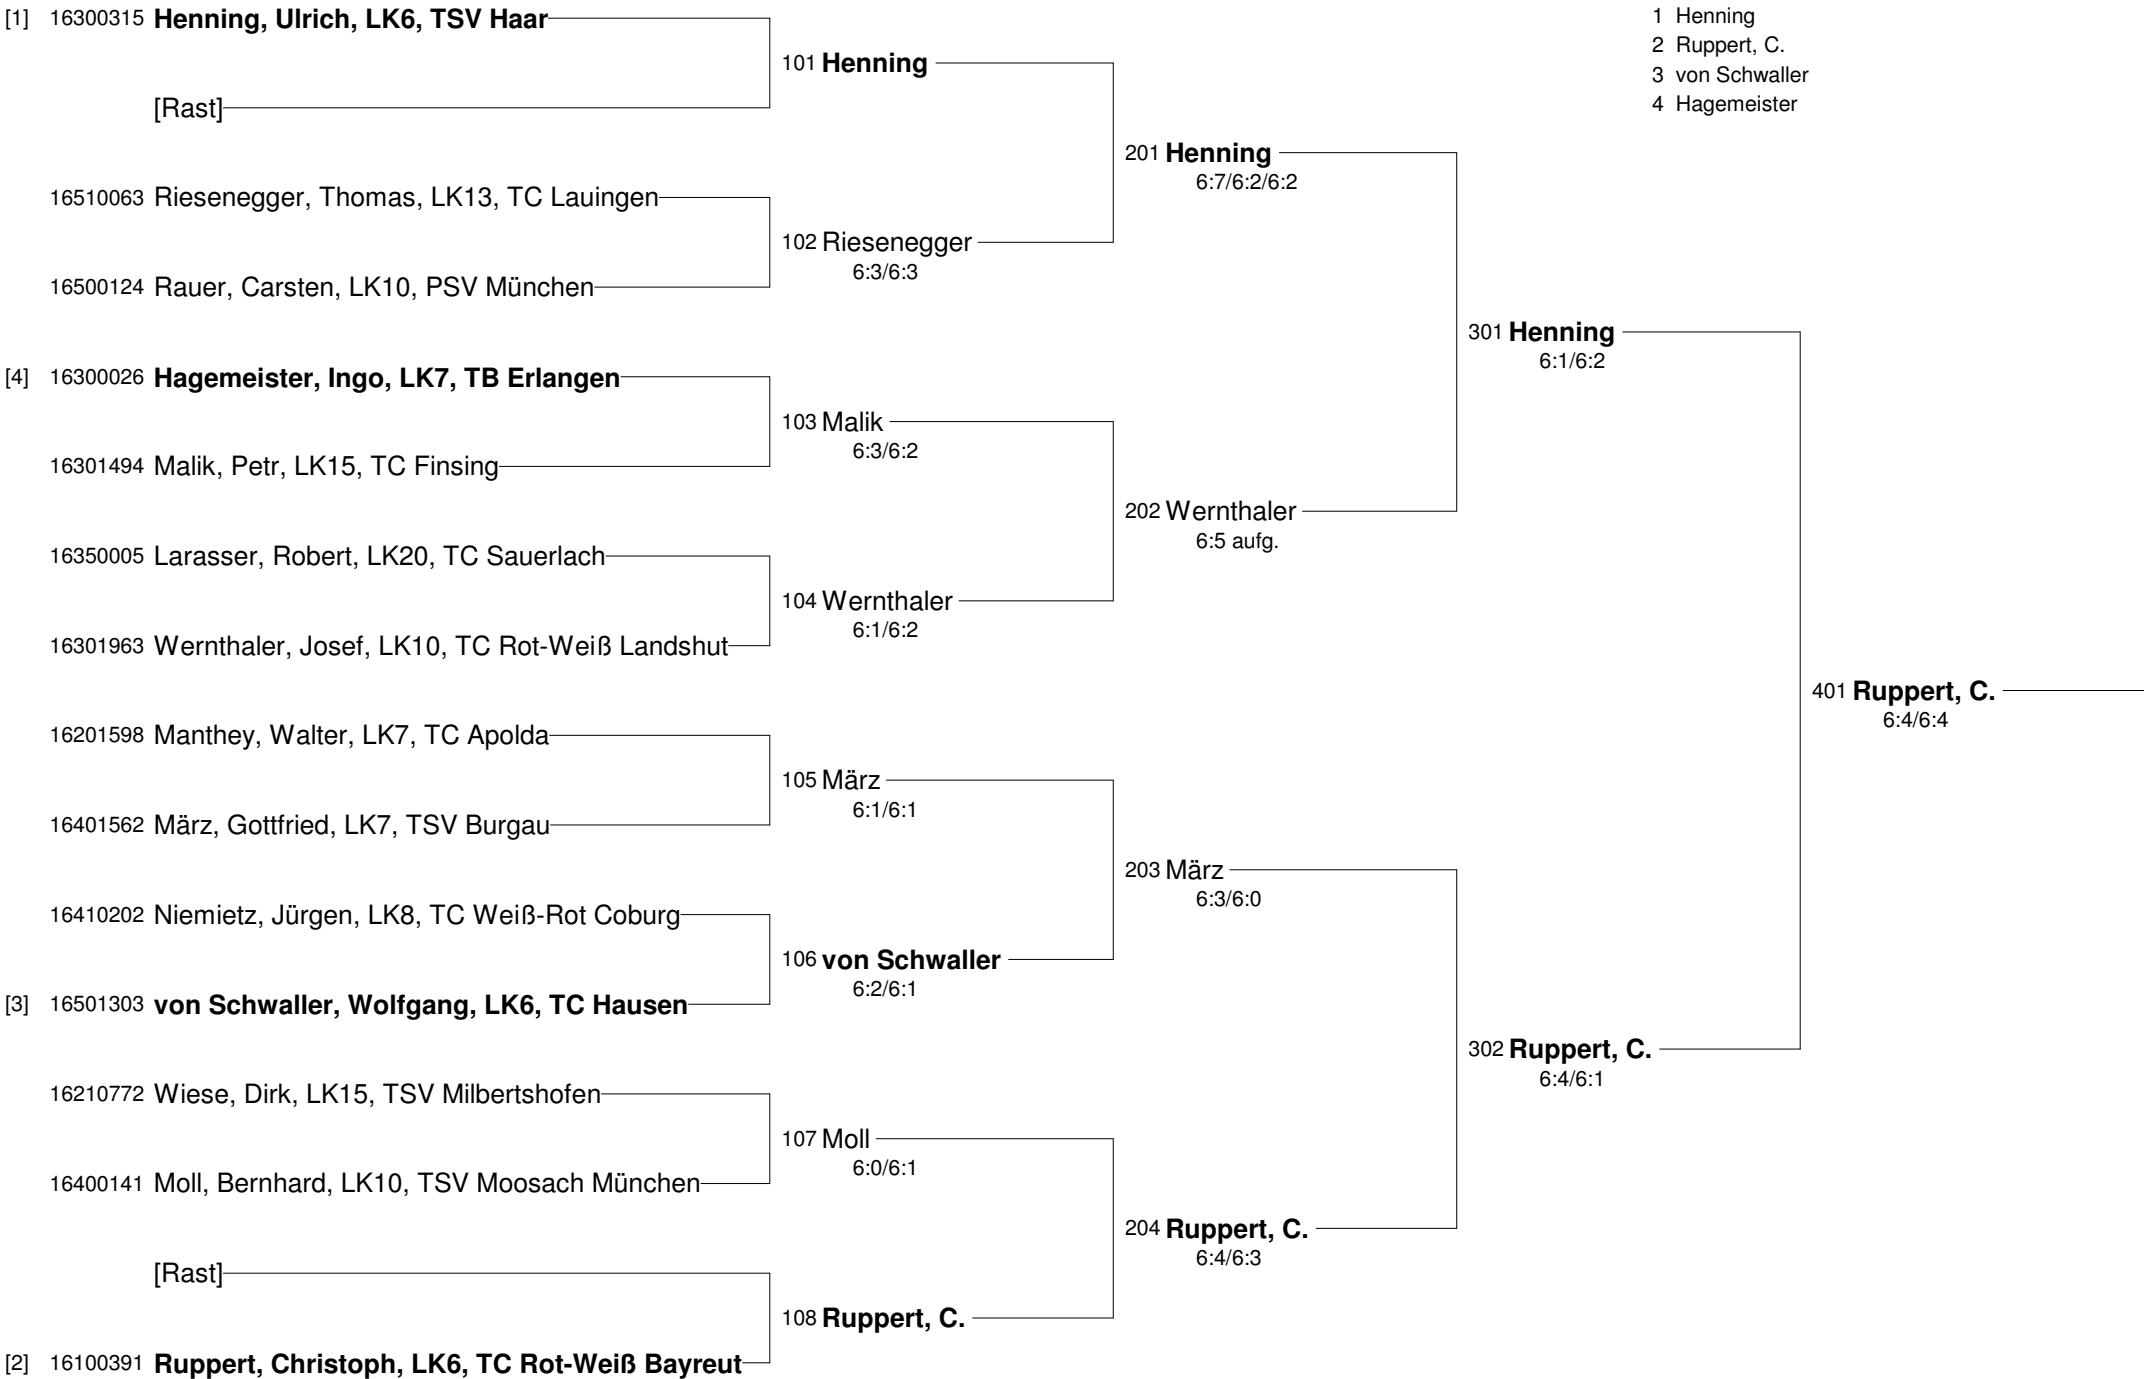 [1] 16300315 Henning, Ulrich, LK6, TSV Haar
1 Henning
2 Ruppert, C.
3 von Schwaller
4 Hagemeister
101 Henning
[Rast]
201 Henning
6:7/6:2/6:2
16510063 Riesenegger, Thomas, LK13, TC Lauingen
102 Riesenegger
6:3/6:3
16500124 Rauer, Carsten, LK10, PSV München
301 Henning
6:1/6:2
[4] 16300026 Hagemeister, Ingo, LK7, TB Erlangen
103 Malik
6:3/6:2
16301494 Malik, Petr, LK15, TC Finsing
202 Wernthaler
6:5 aufg.
16350005 Larasser, Robert, LK20, TC Sauerlach
104 Wernthaler
6:1/6:2
16301963 Wernthaler, Josef, LK10, TC Rot-Weiß Landshut
401 Ruppert, C.
6:4/6:4
16201598 Manthey, Walter, LK7, TC Apolda
105 März
6:1/6:1
16401562 März, Gottfried, LK7, TSV Burgau
203 März
6:3/6:0
16410202 Niemietz, Jürgen, LK8, TC Weiß-Rot Coburg
106 von Schwaller
6:2/6:1
[3] 16501303 von Schwaller, Wolfgang, LK6, TC Hausen
302 Ruppert, C.
6:4/6:1
16210772 Wiese, Dirk, LK15, TSV Milbertshofen
107 Moll
6:0/6:1
16400141 Moll, Bernhard, LK10, TSV Moosach München
204 Ruppert, C.
6:4/6:3
[Rast]
108 Ruppert, C.
[2] 16100391 Ruppert, Christoph, LK6, TC Rot-Weiß Bayreut